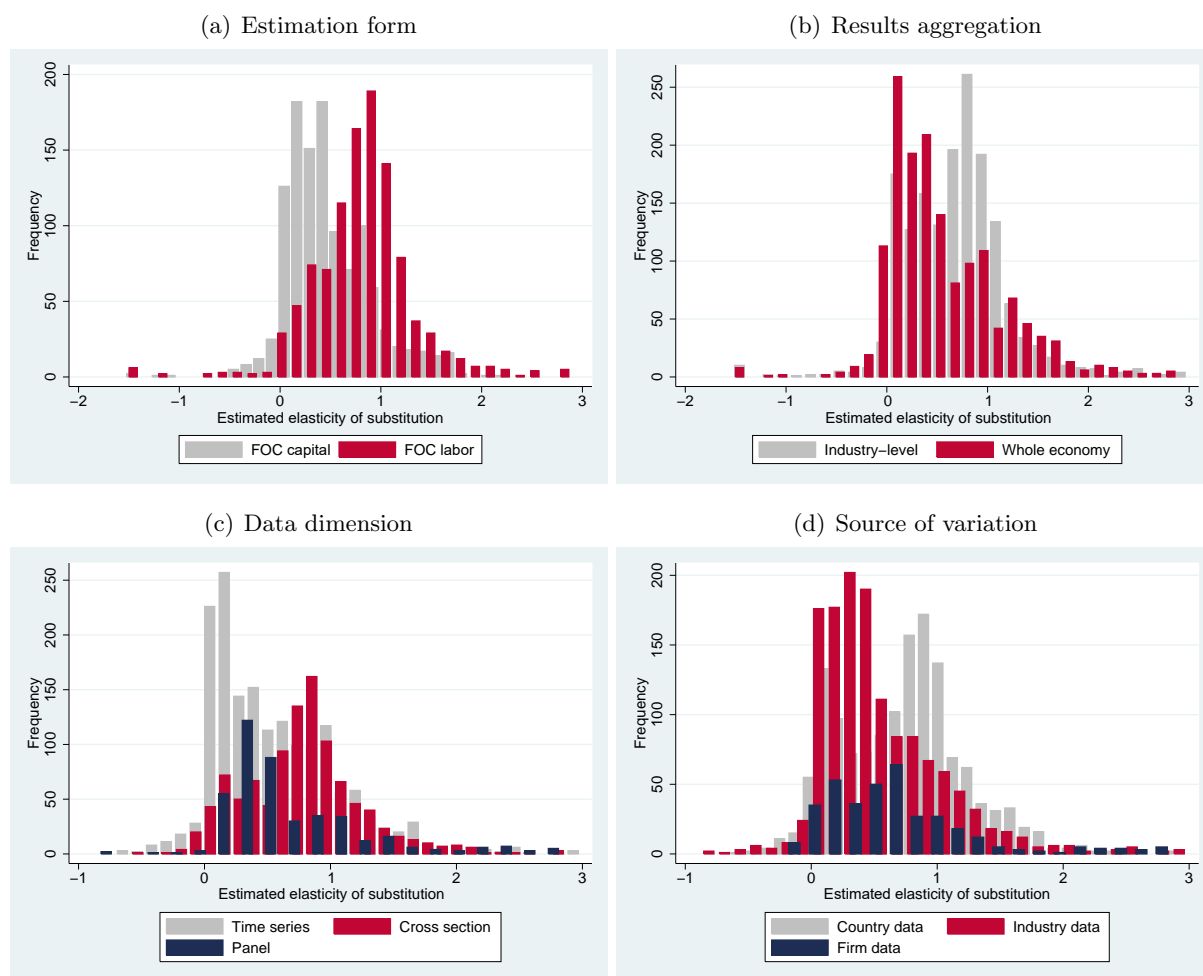 (a) Estimation form
200
150
100
50
0
Frequency
−2 −1 0 1 2 3
Estimated elasticity of substitution
FOC capital FOC labor
(b) Results aggregation
250
200
150
100
50
0
Frequency
−2 −1 0 1 2 3
Estimated elasticity of substitution
Industry−level Whole economy
(c) Data dimension
250
200
150
100
50
0
Frequency
−1 0 1 2 3
Estimated elasticity of substitution
Time series Cross section
Panel
(d) Source of variation
200
150
100
50
0
Frequency
−1 0 1 2 3
Estimated elasticity of substitution
Country data Industry data
Firm data